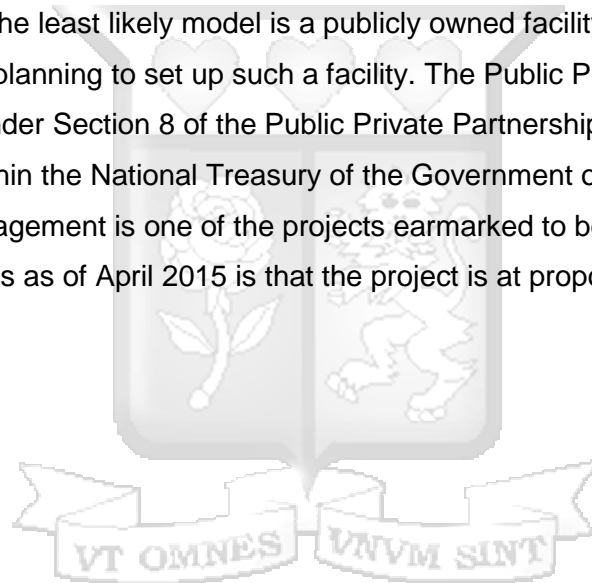 he least likely model is a publicly owned facility
planning to set up such a facility. The Public P
nder Section 8 of the Public Private Partnership
hin the National Treasury of the Government o
agement is one of the projects earmarked to be
s as of April 2015 is that the project is at propo
VT OMNES VNVM SINT